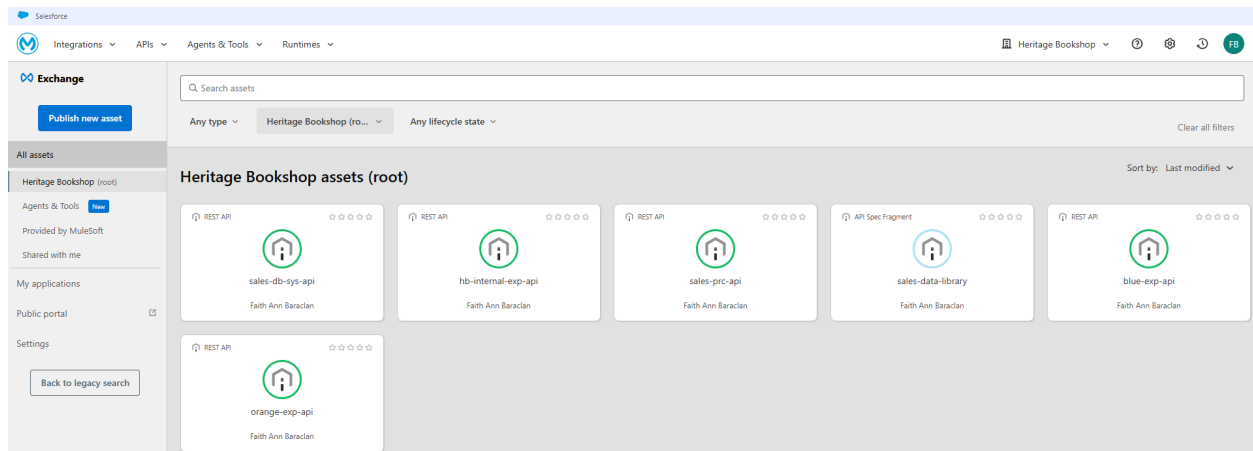 Salesforce
Integrations APIs Agents & Tools Runtimes Heritage Bookshop FB
Exchange
Publish new asset
All assets
Heritage Bookshop (root)
Agents & Tools New
Provided by MuleSoft
Shared with me
My applications
Public portal
Settings
Back to legacy search
Search assets
Any type Heritage Bookshop (ro... Any lifecycle state
Clear all filters
Heritage Bookshop assets (root)
Sort by: Last modified
REST API
sales-db-sys-api
Faith Ann Baraclan
REST API
hb-internal-exp-api
Faith Ann Baraclan
REST API
sales-prc-api
Faith Ann Baraclan
API Spec Fragment
sales-data-library
Faith Ann Baraclan
REST API
blue-exp-api
Faith Ann Baraclan
REST API
orange-exp-api
Faith Ann Baraclan